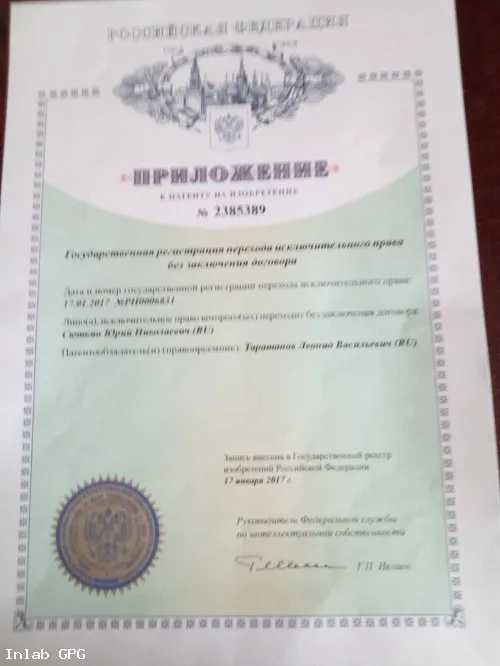 РОССИЙСКАЯ ФЕДЕРАЦИЯ
ПРИЛОЖЕНИЕ
К ПАТЕНТУ НА ИЗОБРЕТЕНИЕ
№ 2385389
Государственная регистрация перехода исключительного права
без заключения договора
Дата и номер государственной регистрации перехода исключительного права:
17.01.2017 №РП0006831
Лицо(а), исключительное право которого(ых) переходит без заключения договора:
Юрий Николаевич (RU)
Патентообладатель(и) (правопреемник): Таратанов Леонид Васильевич (RU)
Запись внесена в Государственный реестр
изобретений Российской Федерации
17 января 2017 г.
Руководитель Федеральной службы
по интеллектуальной собственности
Г.П. Ивлиев
Inlab GPG